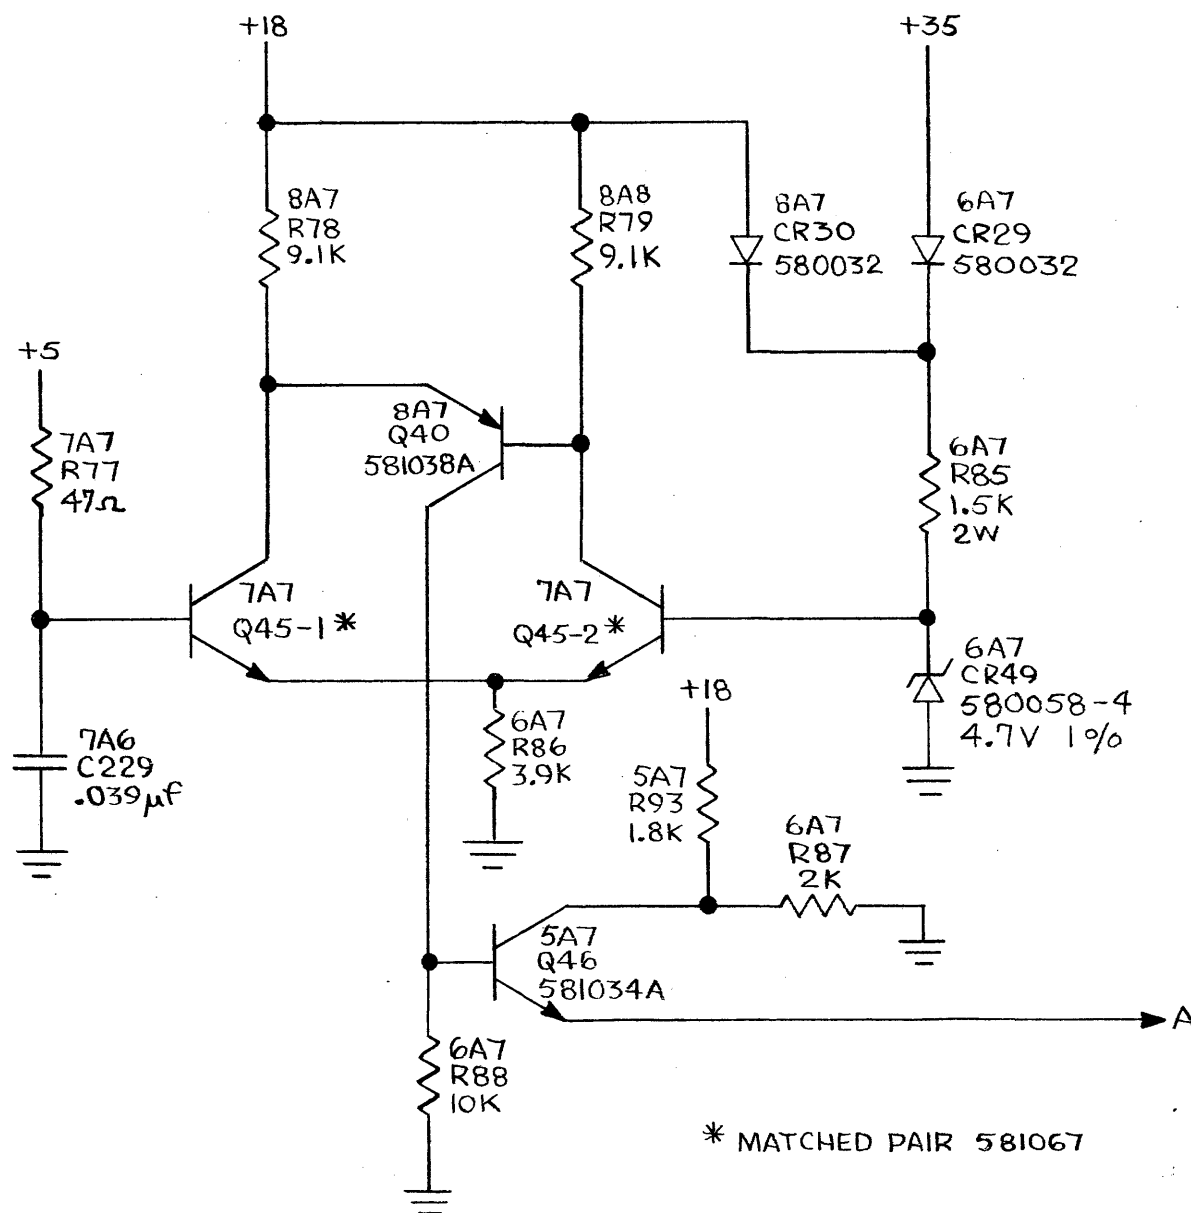 +18
+35
8A7
R78
9.1K
8A8
R79
9.1K
8A7
CR30
580032
6A7
CR29
580032
+5
7A7
R77
47Ω
8A7
Q40
581038A
6A7
R85
1.5K
2W
7A7
Q45-1 *
7A7
Q45-2 *
6A7
CR49
580058-4
4.7V 1%
7A6
C229
.039μf
6A7
R86
3.9K
+18
5A7
R93
1.8K
6A7
R87
2K
5A7
Q46
581034A
A
6A7
R88
10K
* MATCHED PAIR 581067